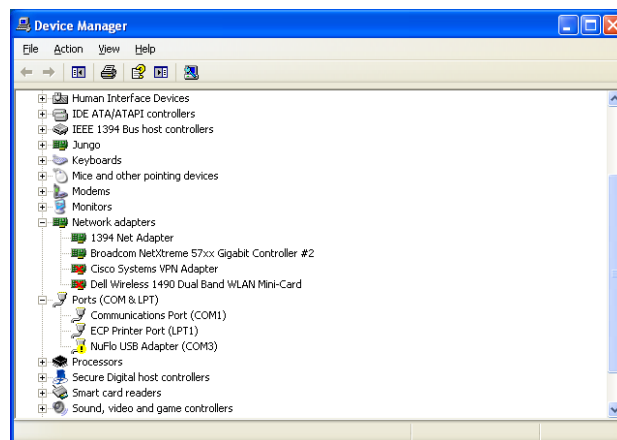 Device Manager
File Action View Help
Human Interface Devices
IDE ATA/ATAPI controllers
IEEE 1394 Bus host controllers
Jungo
Keyboards
Mice and other pointing devices
Modems
Monitors
Network adapters
1394 Net Adapter
Broadcom NetXtreme 57xx Gigabit Controller #2
Cisco Systems VPN Adapter
Dell Wireless 1490 Dual Band WLAN Mini-Card
Ports (COM & LPT)
Communications Port (COM1)
ECP Printer Port (LPT1)
NuFlo USB Adapter (COM3)
Processors
Secure Digital host controllers
Smart card readers
Sound, video and game controllers